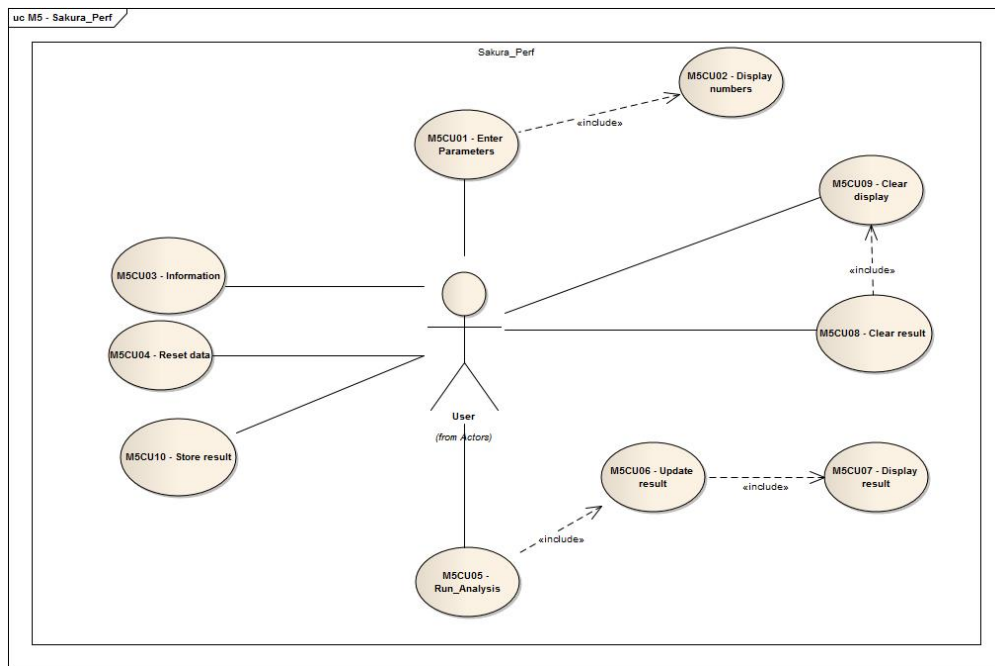 uc M5 - Sakura_Perf
Sakura_Perf
M5CU02 - Display
numbers
«include»
M5CU01 - Enter
Parameters
M5CU09 - Clear
display
«include»
M5CU03 - Information
M5CU08 - Clear result
M5CU04 - Reset data
User
(from Actors)
M5CU10 - Store result
M5CU06 - Update
result
«include»
M5CU07 - Display
result
«include»
M5CU05 -
Run_Analysis